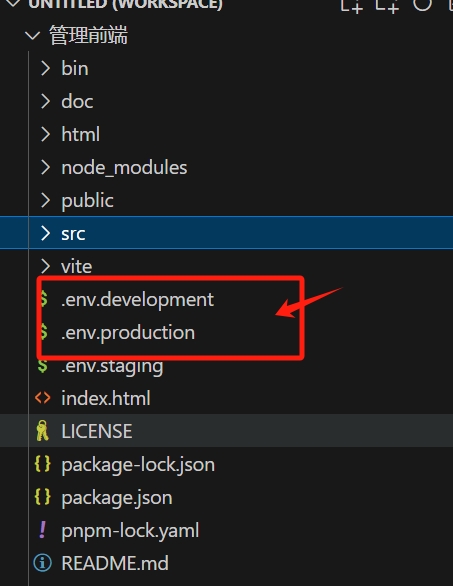 UNTITLED (WORKSPACE)
管理前端
bin
doc
html
node_modules
public
src
vite
.env.development
.env.production
.env.staging
index.html
LICENSE
package-lock.json
package.json
pnpm-lock.yaml
README.md